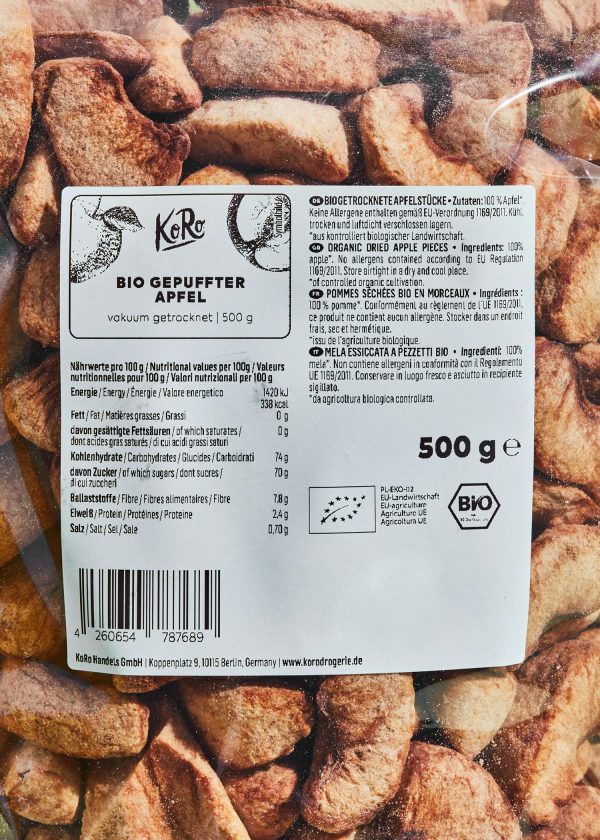 KoRo
BIO GEPUFFTER
APFEL
vakuum getrocknet | 500 g
DE BIO GETROCKNETE APFELSTÜCKE • Zutaten: 100 % Apfel*.
Keine Allergene enthalten gemäß EU-Verordnung 1169/2011. Kühl,
trocken und luftdicht verschlossen lagern.
*aus kontrolliert biologischer Landwirtschaft.
GB ORGANIC DRIED APPLE PIECES • Ingredients: 100%
apple*. No allergens contained according to EU Regulation
1169/2011. Store airtight in a dry and cool place.
*of controlled organic cultivation.
FR POMMES SÉCHÉES BIO EN MORCEAUX • Ingrédients :
100 % pomme*. Conformément au règlement de l'UE 1169/2011,
ce produit ne contient aucun allergène. Stocker dans un endroit
frais, sec et hermétique.
*issu de l'agriculture biologique.
IT MELA ESSICCATA A PEZZETTI BIO • Ingredienti: 100%
mela*. Non contiene allergeni in conformità con il Regolamento
UE 1169/2011. Conservare in luogo fresco e asciutto in recipiente
sigillato.
*da agricoltura biologica controllata.
Nährwerte pro 100 g / Nutritional values per 100g / Valeurs
nutritionnelles pour 100 g / Valori nutrizionali per 100 g
Energie / Energy / Énergie / Valore energetico 1420 kJ
338 kcal
Fett / Fat / Matières grasses / Grassi 0 g
davon gesättigte Fettsäuren / of which saturates / 0 g
dont acides gras saturés / di cui acidi grassi saturi
Kohlenhydrate / Carbohydrates / Glucides / Carboidrati 74 g
davon Zucker / of which sugars / dont sucres / 70 g
di cui zuccheri
Ballaststoffe / Fibre / Fibres alimentaires / Fibre 7,8 g
Eiweiß / Protein / Protéines / Proteine 2,4 g
Salz / Salt / Sel / Sale 0,70 g
500 g e
PL-EKO-02
EU-Landwirtschaft
EU-agriculture
Agriculture UE
Agricoltura UE
BIO
4 260654 787689
KoRo Handels GmbH | Koppenplatz 9, 10115 Berlin, Germany | www.korodrogerie.de